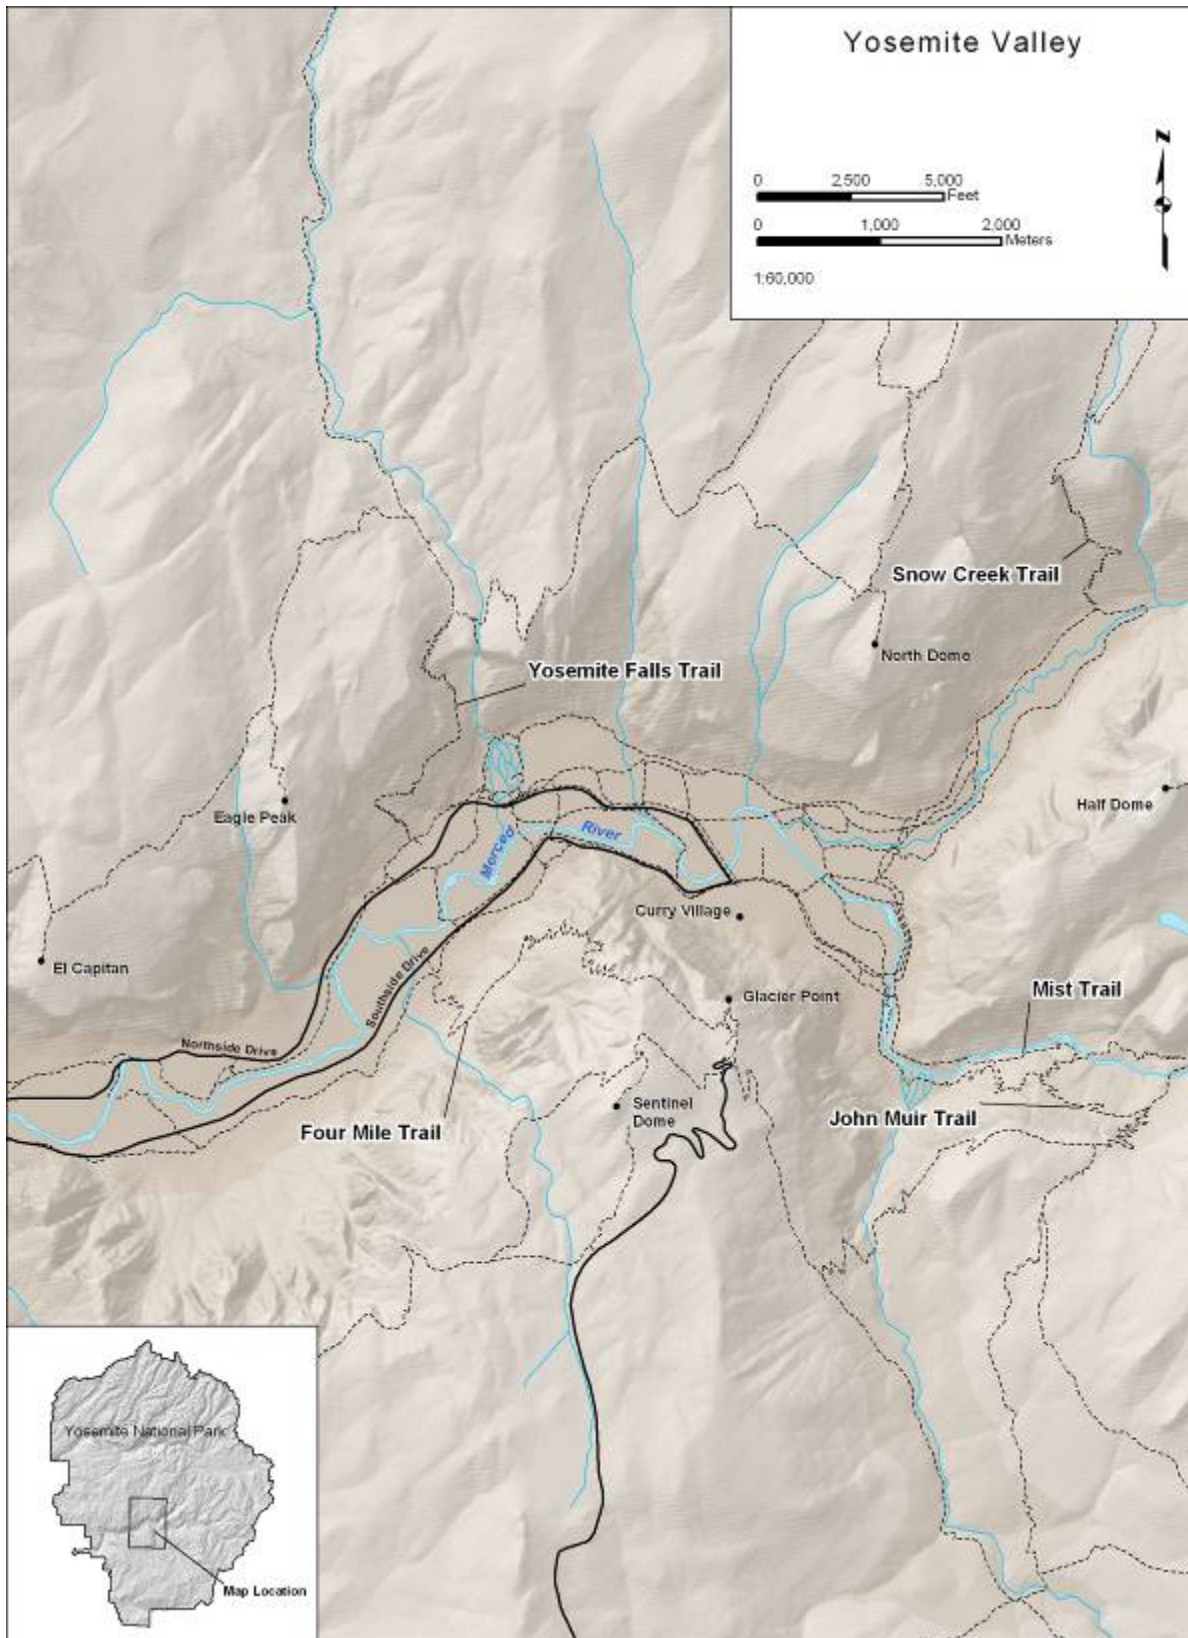 Yosemite Valley
N
0 2,500 5,000
Feet
0 1,000 2,000
Meters
1:60,000
Snow Creek Trail
North Dome
Yosemite Falls Trail
Half Dome
Eagle Peak
Merced River
Curry Village
El Capitan
Southside Drive
Glacier Point
Mist Trail
Northside Drive
Sentinel
Dome
John Muir Trail
Four Mile Trail
Yosemite National Park
Map Location